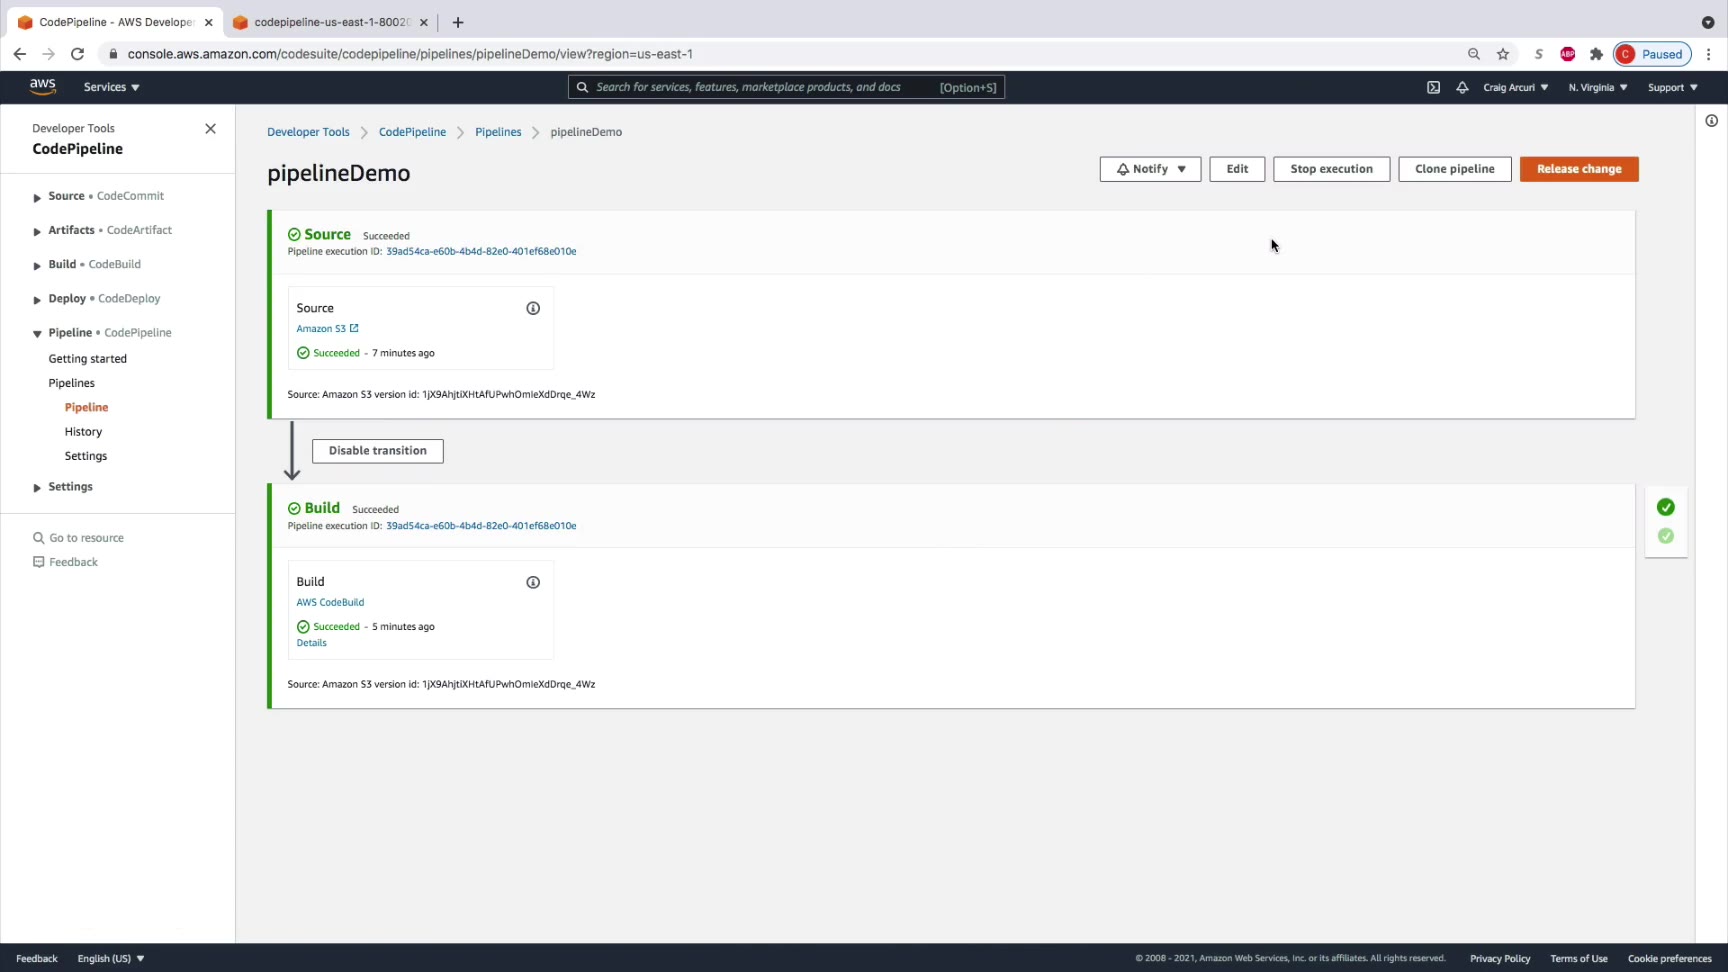 CodePipeline - AWS Develope
codepipeline-us-east-1-8002
console.aws.amazon.com/codesuite/codepipeline/pipelines/pipelineDemo/view?region=us-east-1
S
ABP
C
Paused
aws
Services
Search for services, features, marketplace products, and docs
[Option+S]
Craig Arcuri
N. Virginia
Support
Developer Tools
CodePipeline
Source • CodeCommit
Artifacts • CodeArtifact
Build • CodeBuild
Deploy • CodeDeploy
Pipeline • CodePipeline
Getting started
Pipelines
Pipeline
History
Settings
Settings
Go to resource
Feedback
Developer Tools > CodePipeline > Pipelines > pipelineDemo
pipelineDemo
Notify
Edit
Stop execution
Clone pipeline
Release change
Source Succeeded
Pipeline execution ID: 39ad54ca-e60b-4b4d-82e0-401ef68e010e
Source
Amazon S3
Succeeded - 7 minutes ago
Source: Amazon S3 version id: 1jX9AhjtiXHtAfUPwhOmIeXdDrqe_4Wz
Disable transition
Build Succeeded
Pipeline execution ID: 39ad54ca-e60b-4b4d-82e0-401ef68e010e
Build
AWS CodeBuild
Succeeded - 5 minutes ago
Details
Source: Amazon S3 version id: 1jX9AhjtiXHtAfUPwhOmIeXdDrqe_4Wz
Feedback
English (US)
© 2008 - 2021, Amazon Web Services, Inc. or its affiliates. All rights reserved.
Privacy Policy
Terms of Use
Cookie preferences